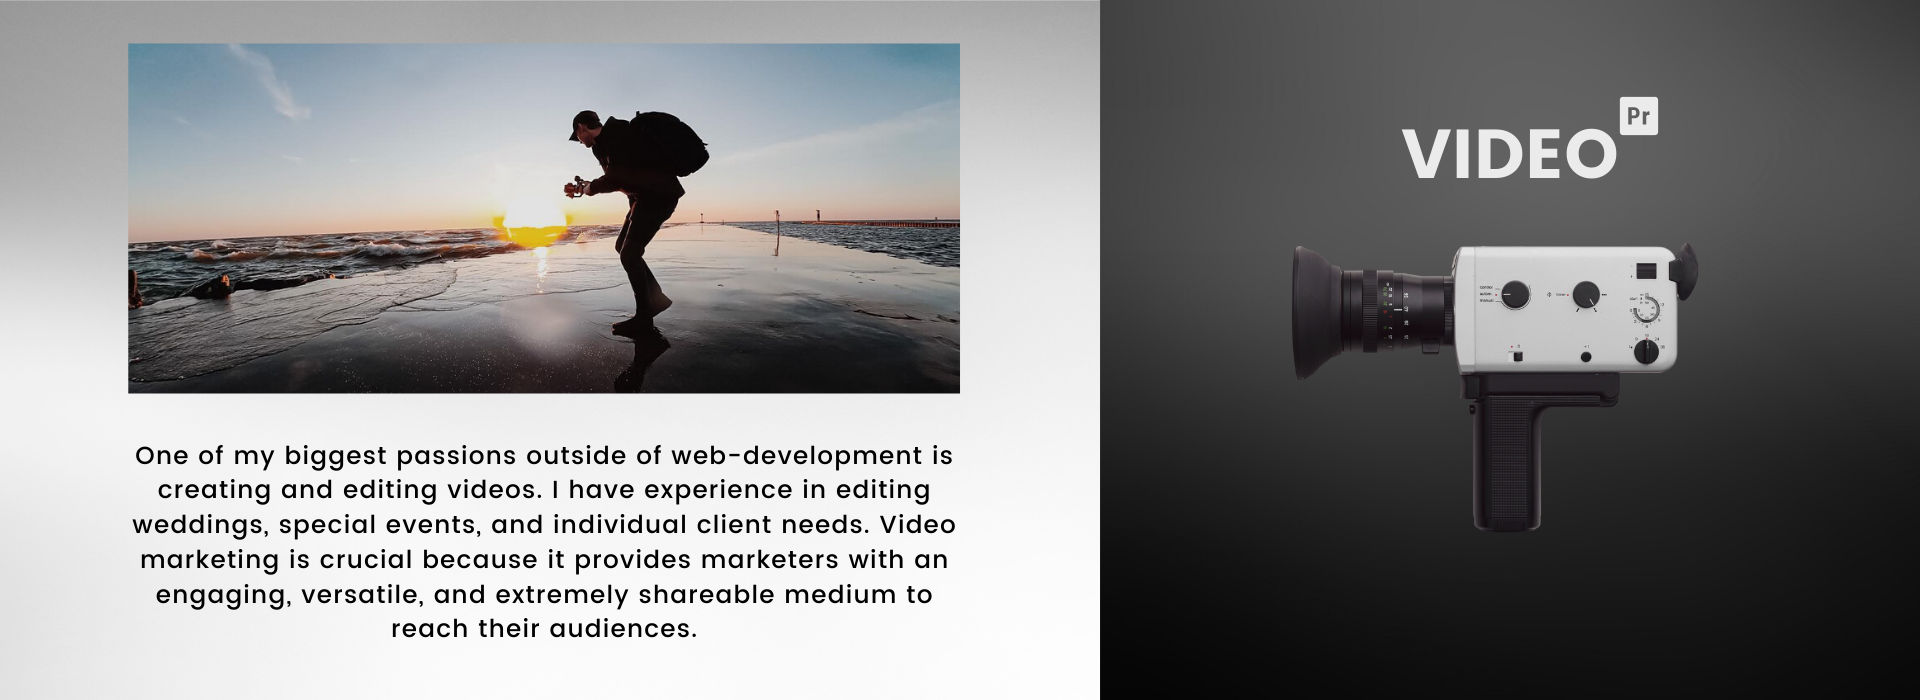 One of my biggest passions outside of web-development is
creating and editing videos. I have experience in editing
weddings, special events, and individual client needs. Video
marketing is crucial because it provides marketers with an
engaging, versatile, and extremely shareable medium to
reach their audiences.
VIDEO Pr